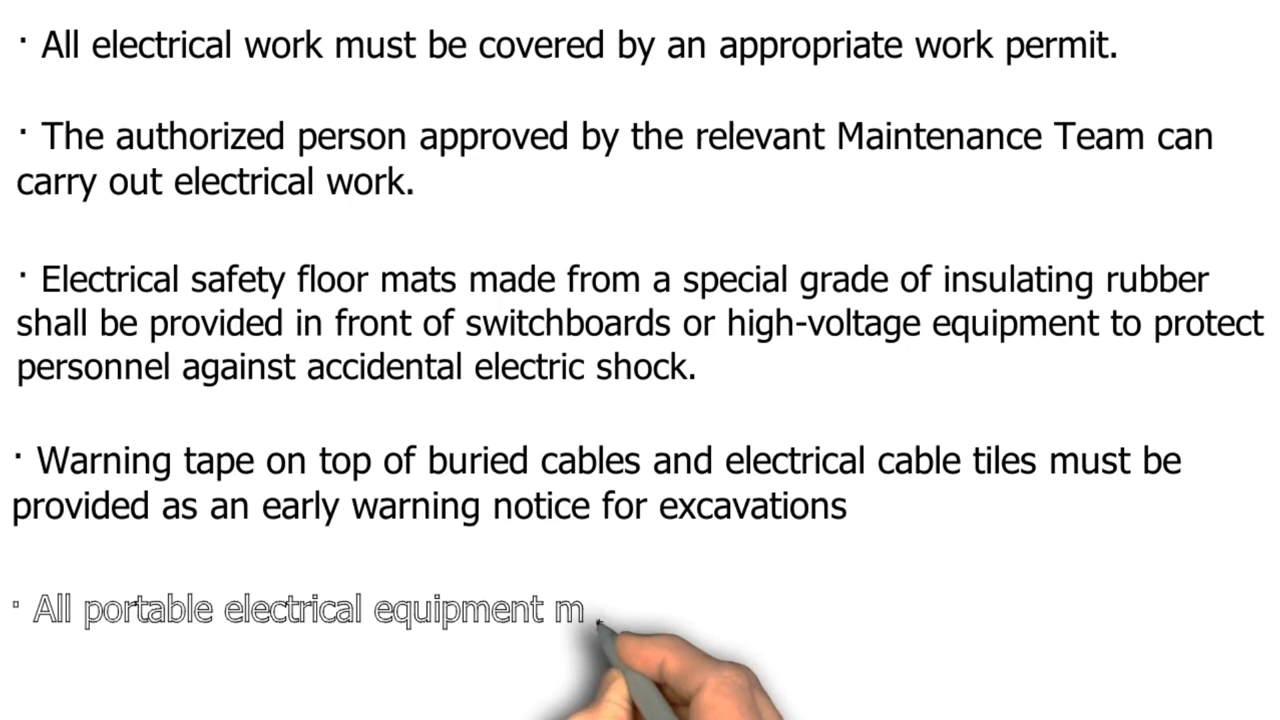 · All electrical work must be covered by an appropriate work permit.
· The authorized person approved by the relevant Maintenance Team can
carry out electrical work.
· Electrical safety floor mats made from a special grade of insulating rubber
shall be provided in front of switchboards or high-voltage equipment to protect
personnel against accidental electric shock.
· Warning tape on top of buried cables and electrical cable tiles must be
provided as an early warning notice for excavations
· All portable electrical equipment m